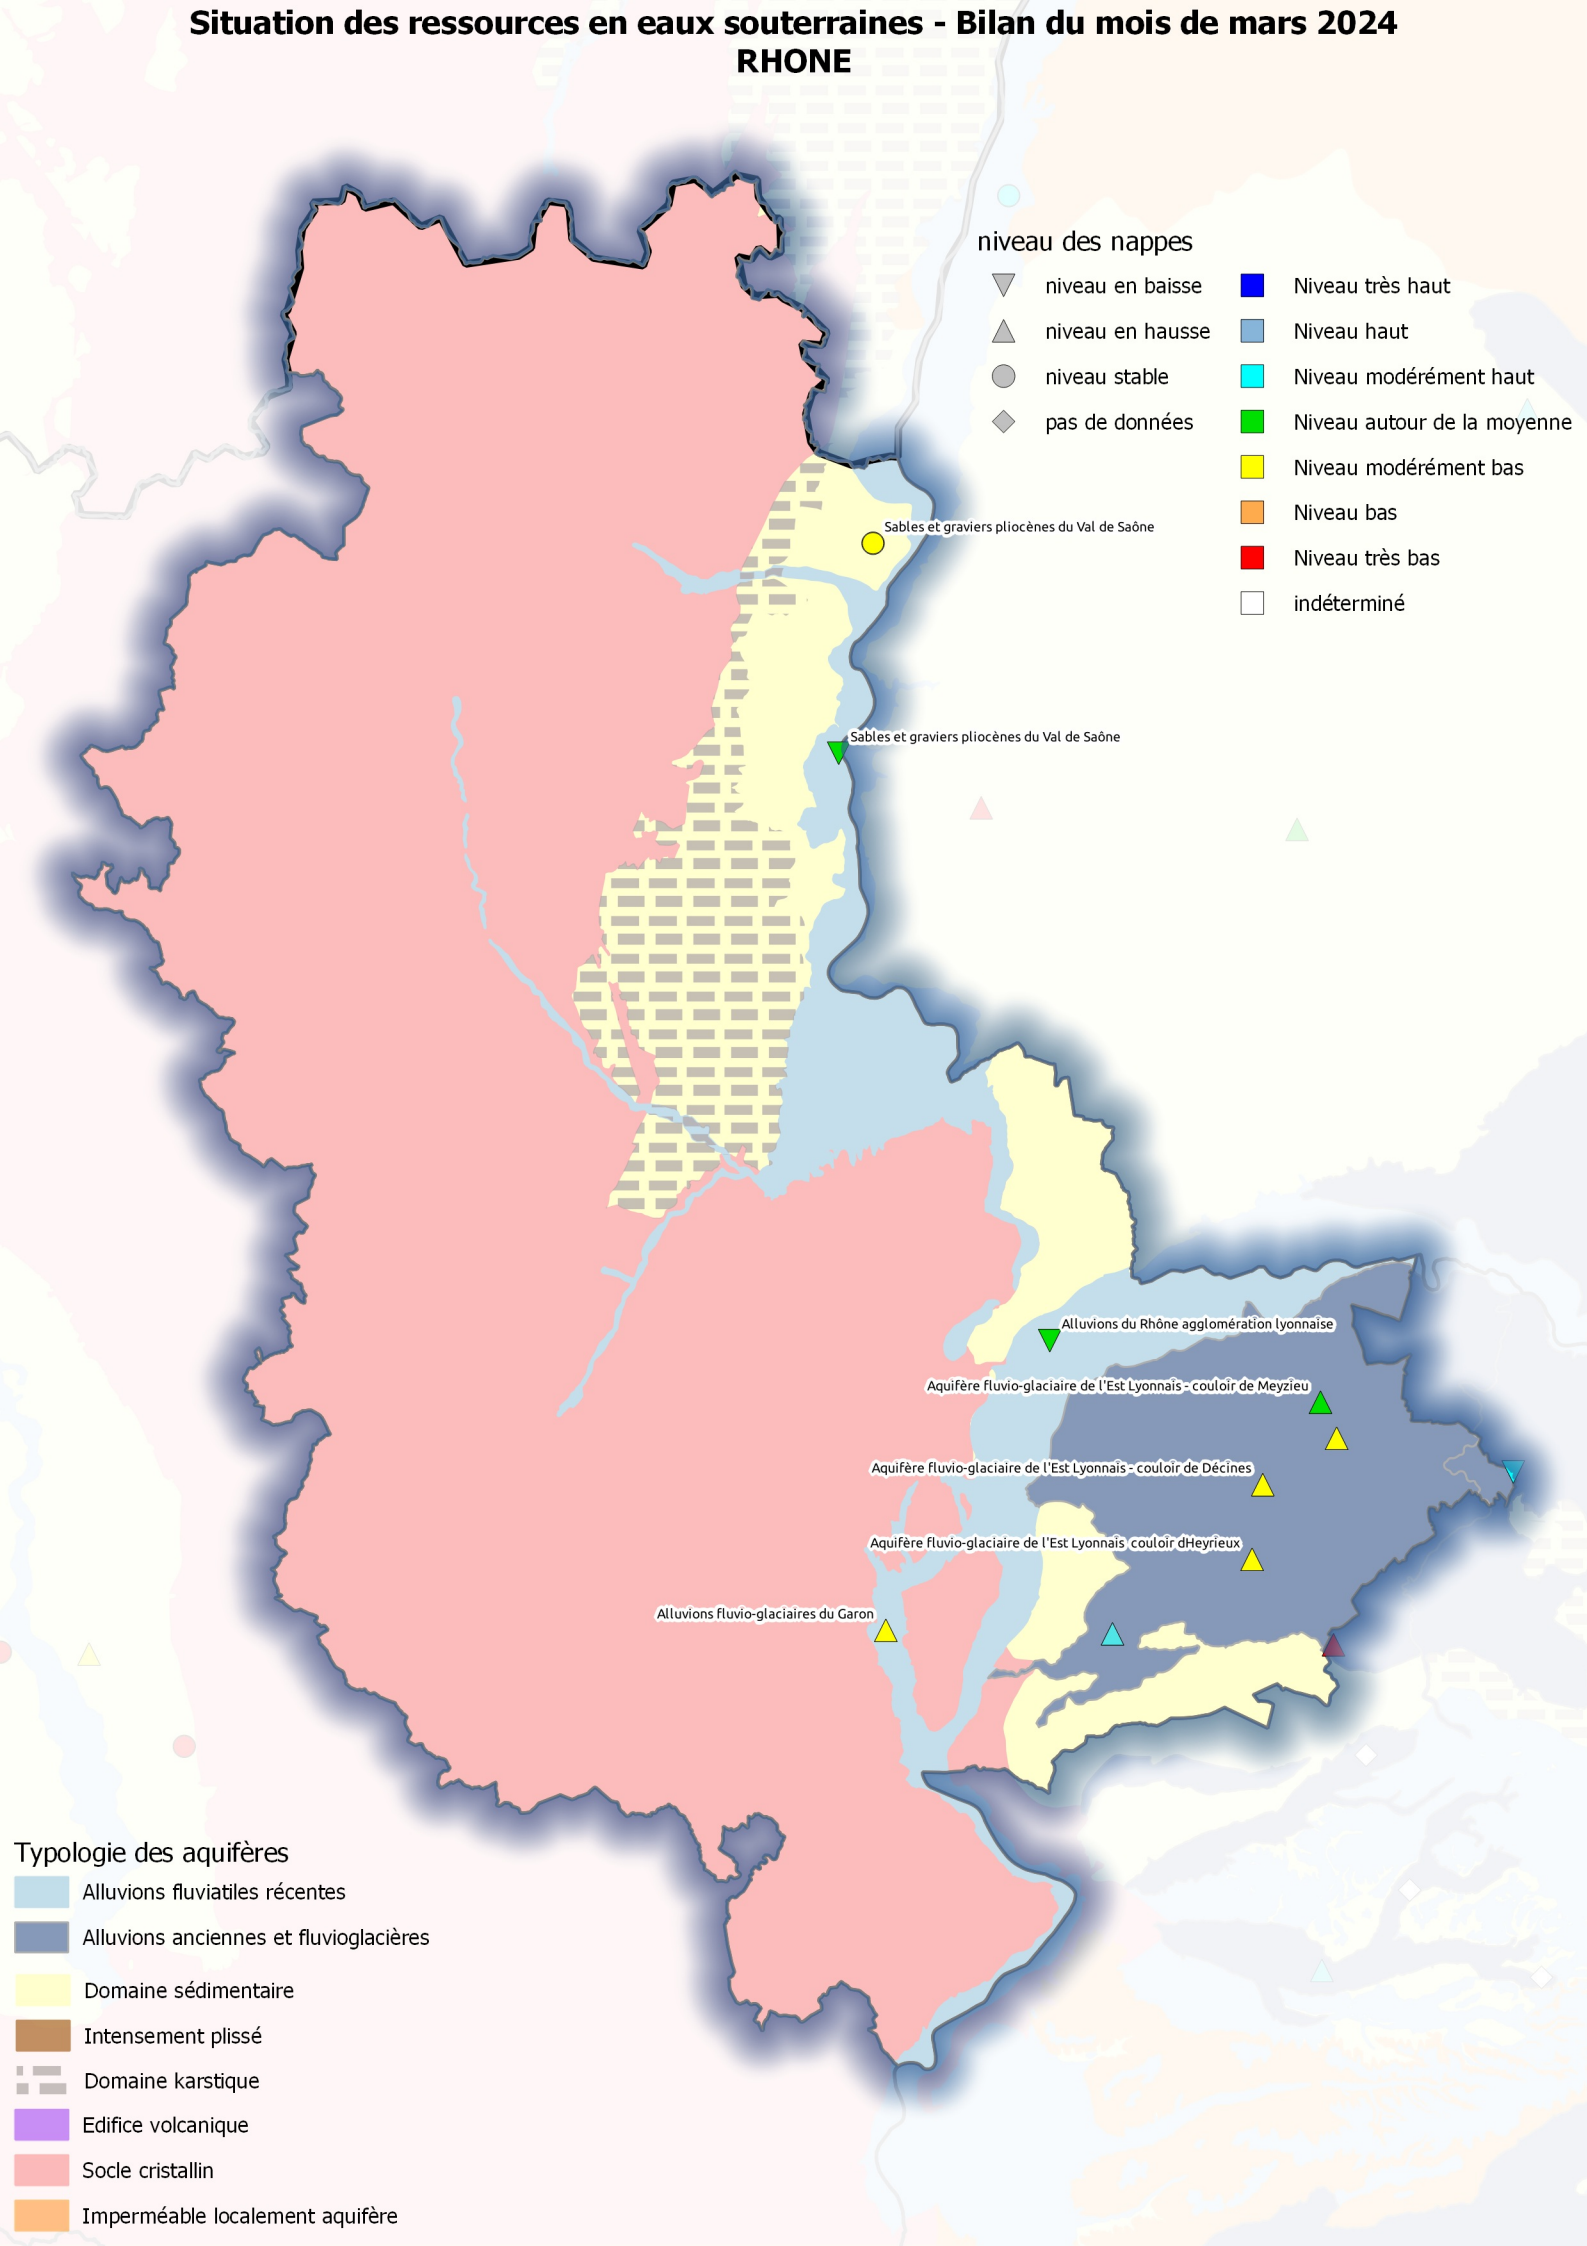 Situation des ressources en eaux souterraines - Bilan du mois de mars 2024
RHONE
niveau des nappes
niveau en baisse
niveau en hausse
niveau stable
pas de données
Niveau très haut
Niveau haut
Niveau modérément haut
Niveau autour de la moyenne
Niveau modérément bas
Niveau bas
Niveau très bas
indéterminé
Sables et graviers pliocènes du Val de Saône
Sables et graviers pliocènes du Val de Saône
Alluvions du Rhône agglomération lyonnaise
Aquifère fluvio-glaciaire de l'Est Lyonnais - couloir de Meyzieu
Aquifère fluvio-glaciaire de l'Est Lyonnais - couloir de Décines
Aquifère fluvio-glaciaire de l'Est Lyonnais couloir dHeyrieux
Alluvions fluvio-glaciaires du Garon
Typologie des aquifères
Alluvions fluviatiles récentes
Alluvions anciennes et fluvioglacières
Domaine sédimentaire
Intensement plissé
Domaine karstique
Edifice volcanique
Socle cristallin
Imperméable localement aquifère